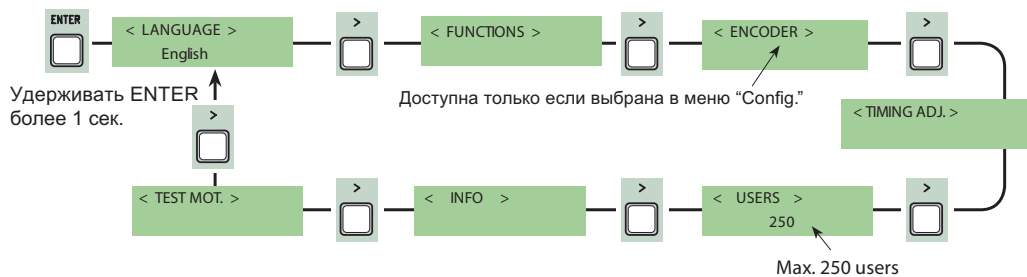 ENTER
< LANGUAGE >
English
>
< FUNCTIONS >
>
< ENCODER >
>
Удерживать ENTER
более 1 сек.
Доступна только если выбрана в меню “Config.”
>
< TIMING ADJ. >
< TEST MOT. >
>
< INFO >
>
< USERS >
250
>
Max. 250 users